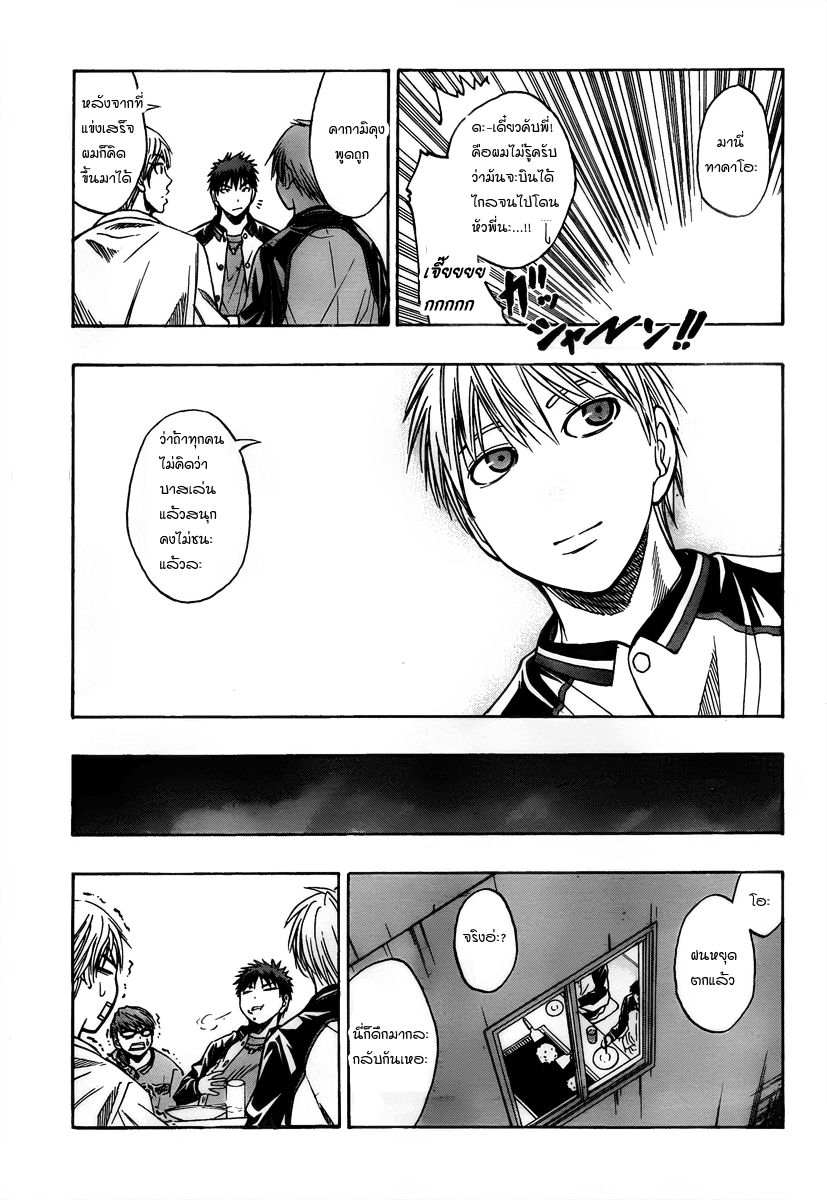 มานี่
ทาคาโอะ
ดะ-เดี๋ยวคับพี่!
คือผมไม่รู้ครับ
ว่ามันจะบินได้
ไกลจนไปโดน
หัวพี่นะ...!!
เจี๊ยยยย
กกกกก
ガッ
シャーン!!
คากามิคุง
พูดถูก
หลังจากที่
แข่งเสร็จ
ผมก็คิด
ขึ้นมาได้
ว่าถ้าทุกคน
ไม่คิดว่า
บาสเล่น
แล้วสนุก
คงไม่ชนะ
แล้วละ
โอะ
ฝนหยุด
ตกแล้ว
จริงอ่ะ?
นี่ก็ดึกมากละ
กลับกันเหอะ